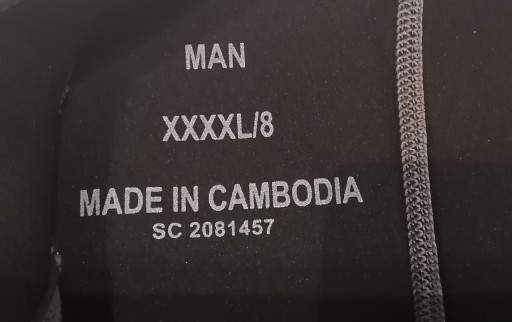 MAN
XXXXL/8
MADE IN CAMBODIA
SC 2081457